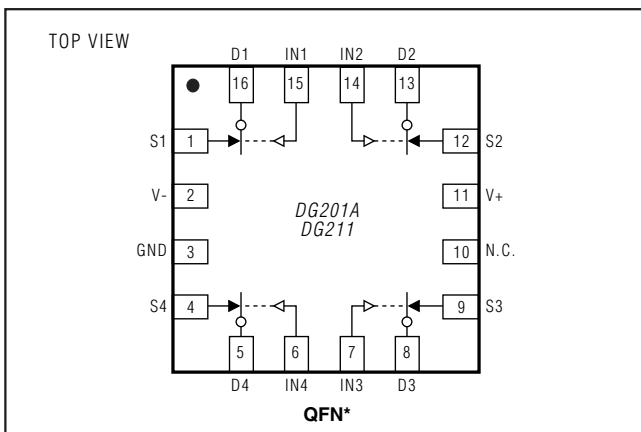 TOP VIEW
D1 IN1 IN2 D2
16 15 14 13
S1 1 12 S2
V- 2 11 V+
DG201A
DG211
GND 3 10 N.C.
S4 4 9 S3
5 6 7 8
D4 IN4 IN3 D3
QFN*